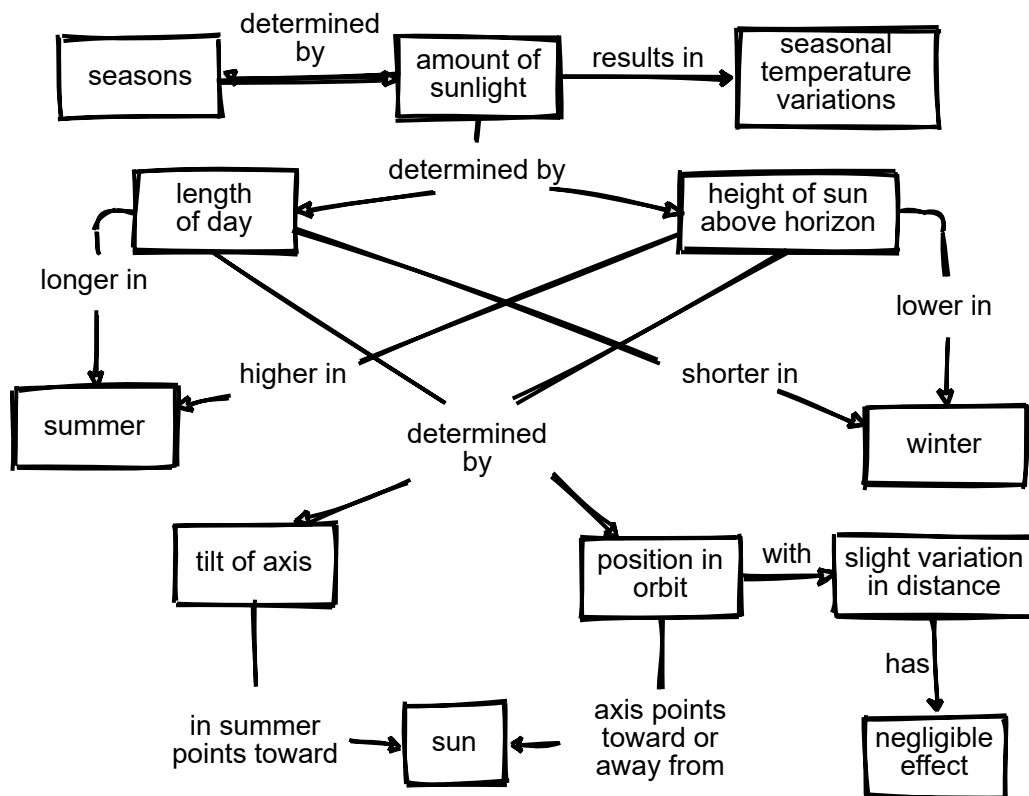 seasons
determined
by
amount of
sunlight
results in
seasonal
temperature
variations
determined by
length
of day
height of sun
above horizon
longer in
lower in
higher in
shorter in
summer
determined
by
winter
tilt of axis
position in
orbit
with
slight variation
in distance
has
in summer
points toward
sun
axis points
toward or
away from
negligible
effect